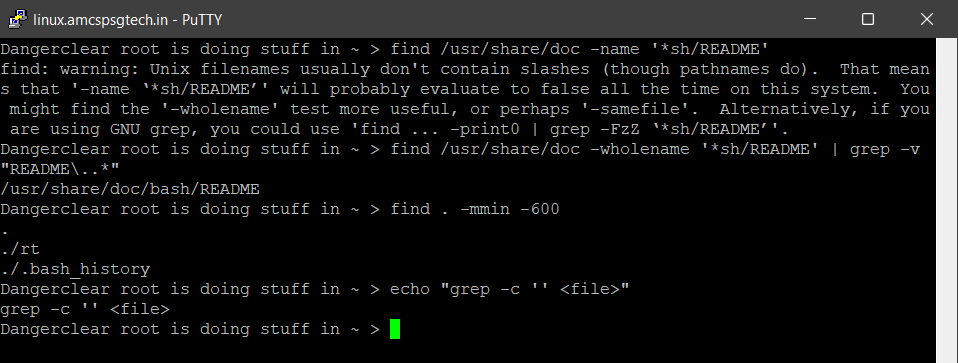 linux.amcspsgtech.in - PuTTY
Dangerclear root is doing stuff in ~ > find /usr/share/doc -name '*sh/README'
find: warning: Unix filenames usually don't contain slashes (though pathnames do).  That mean
s that '-name ‘*sh/README’' will probably evaluate to false all the time on this system.  You
 might find the '-wholename' test more useful, or perhaps '-samefile'.  Alternatively, if you
 are using GNU grep, you could use 'find ... -print0 | grep -FzZ ‘*sh/README’'.
Dangerclear root is doing stuff in ~ > find /usr/share/doc -wholename '*sh/README' | grep -v
"README\..*"
/usr/share/doc/bash/README
Dangerclear root is doing stuff in ~ > find . -mmin -600
.
./rt
./.bash_history
Dangerclear root is doing stuff in ~ > echo "grep -c '' <file>"
grep -c '' <file>
Dangerclear root is doing stuff in ~ >